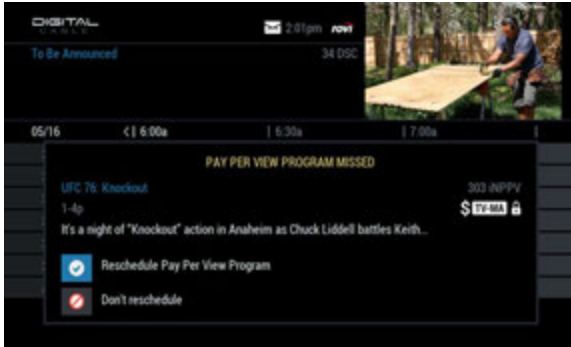 DIGITAL
CABLE
2:01pm rovi
To Be Announced 34 DSC
05/16 <| 6:00a | 6:30a | 7:00a |
PAY PER VIEW PROGRAM MISSED
UFC 76: Knockout 303 iNPPV
1-4p $ TV-MA
It's a night of "Knockout" action in Anaheim as Chuck Liddell battles Keith...
Reschedule Pay Per View Program
Don't reschedule